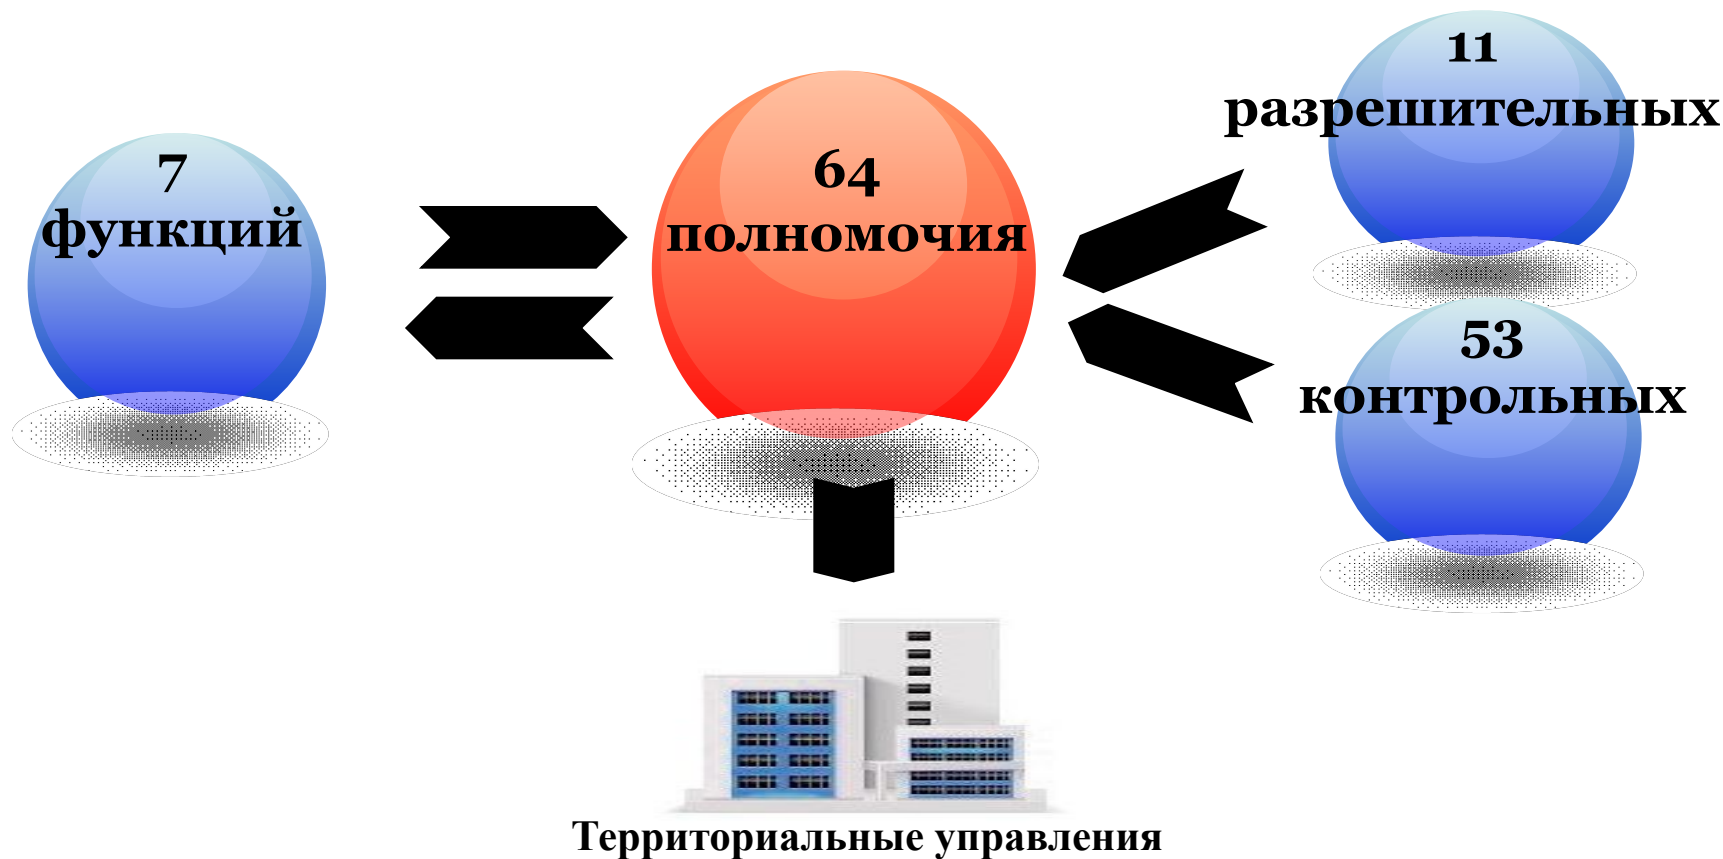 7
функций
64
полномочия
11
разрешительных
53
контрольных
Территориальные управления